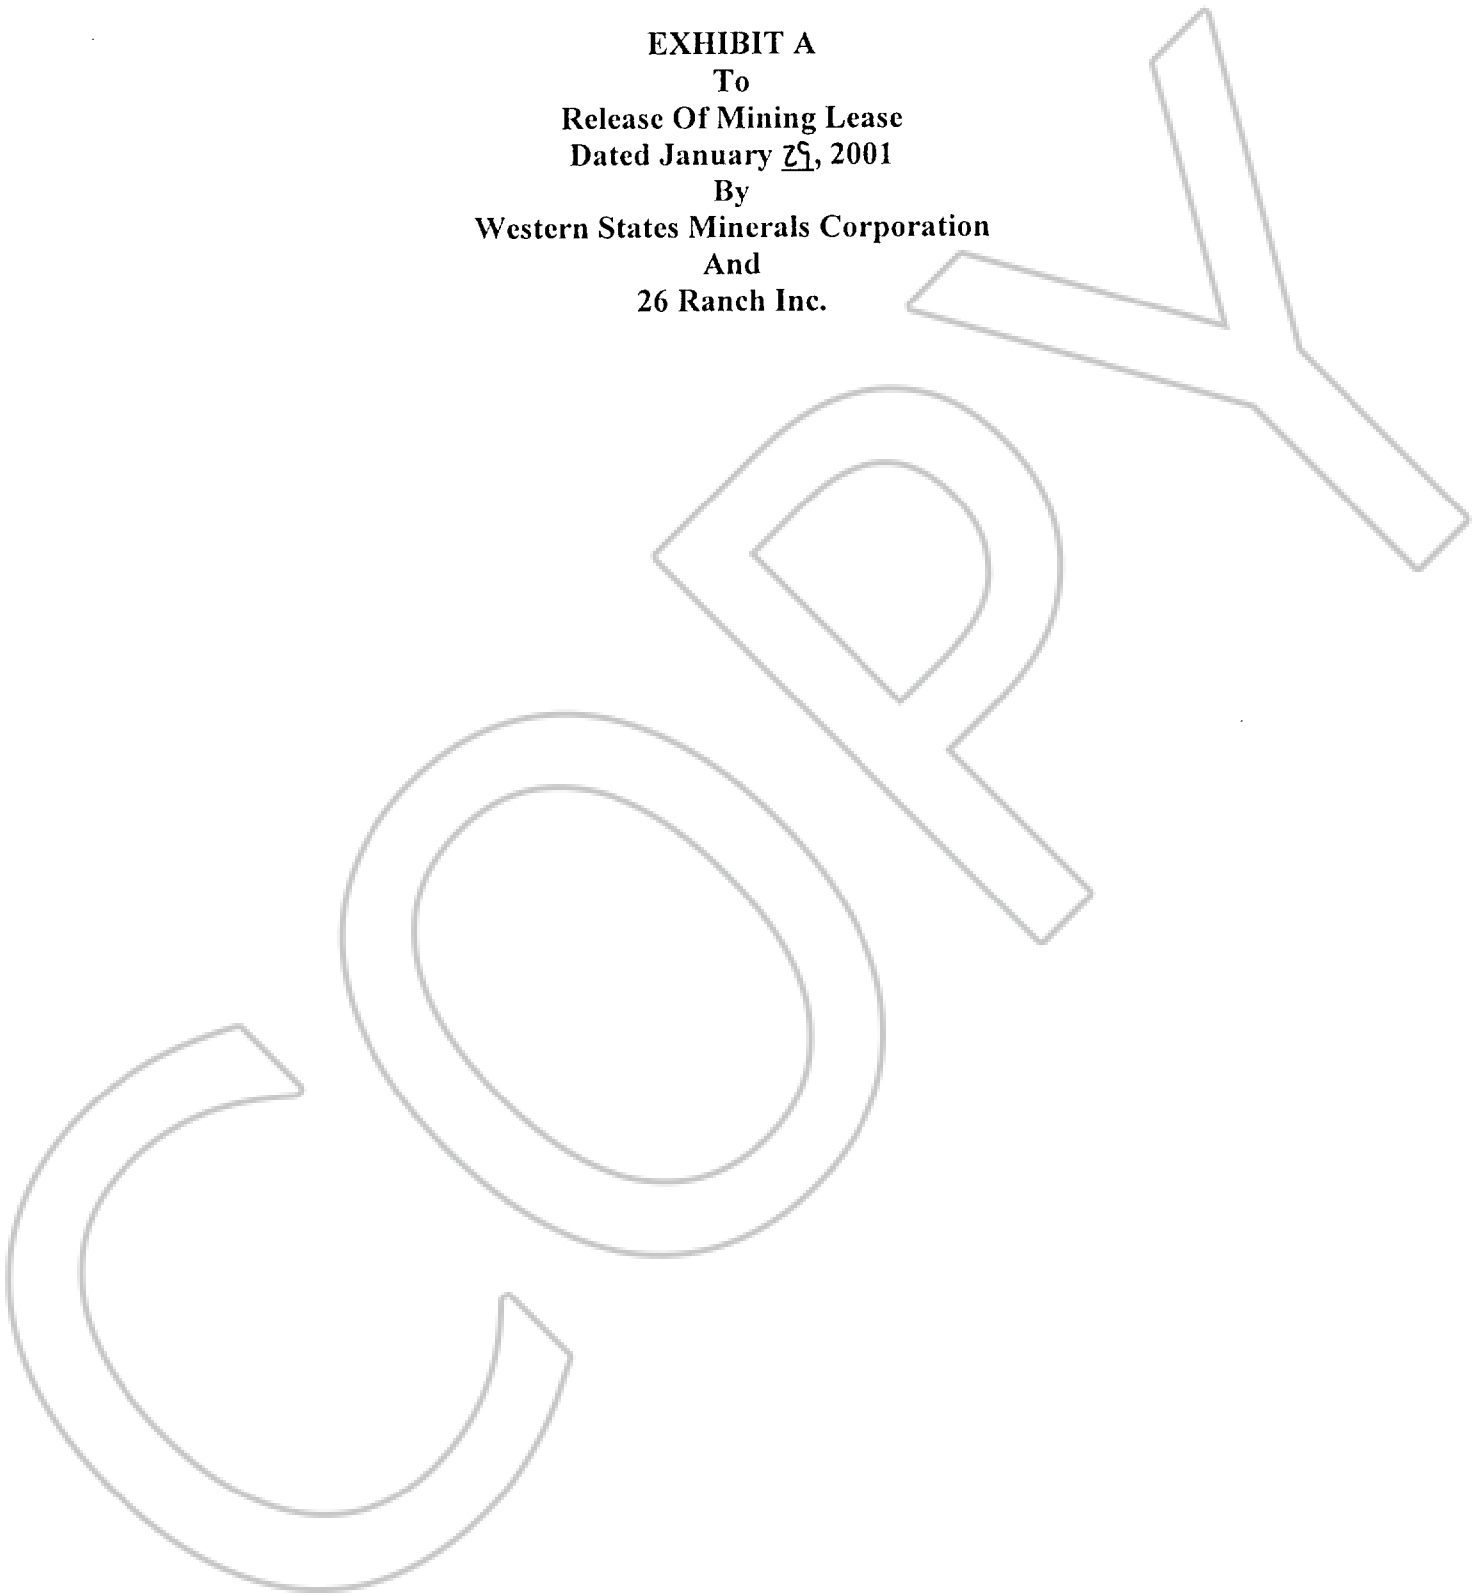 EXHIBIT A
To
Release Of Mining Lease
Dated January 29, 2001
By
Western States Minerals Corporation
And
26 Ranch Inc.
COPY